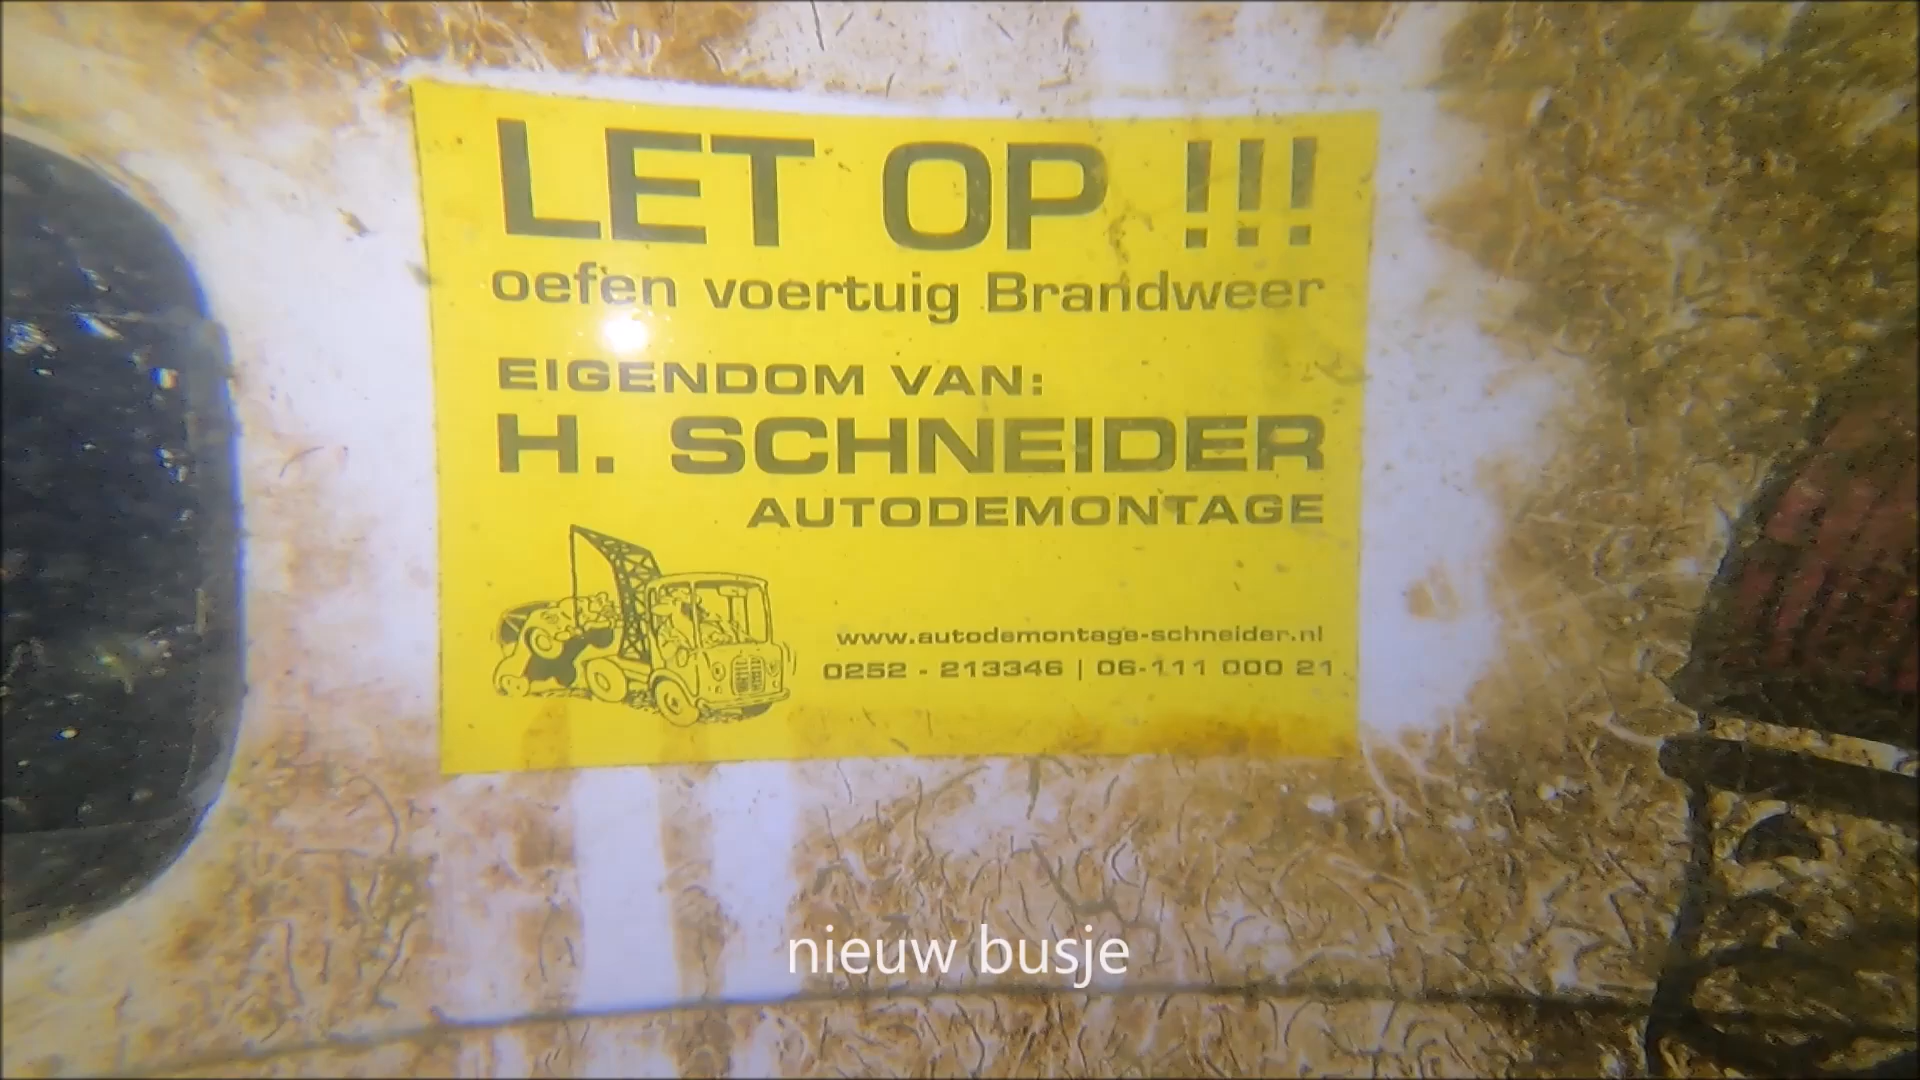 LET OP !!!
oefen voertuig Brandweer
EIGENDOM VAN:
H. SCHNEIDER
AUTODEMONTAGE
www.autodemontage-schneider.nl
0252 - 213346 | 06-111 000 21
nieuw busje